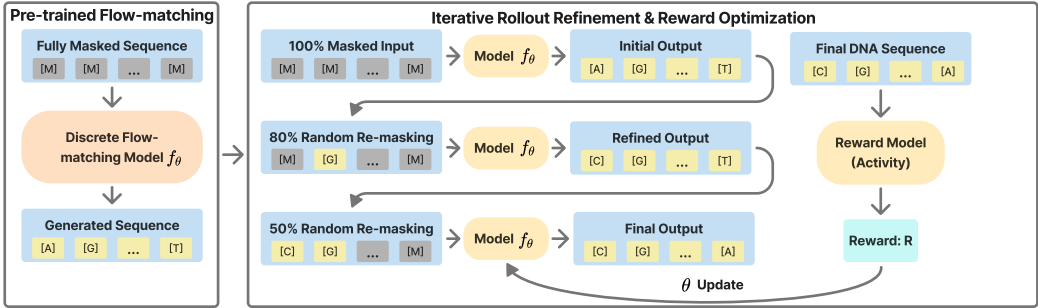 Pre-trained Flow-matching
Fully Masked Sequence
[M] [M] ... [M]
Discrete Flow-
matching Model fθ
Generated Sequence
[A] [G] ... [T]
Iterative Rollout Refinement & Reward Optimization
100% Masked Input
[M] [M] ... [M]
Model fθ
Initial Output
[A] [G] ... [T]
80% Random Re-masking
[M] [G] ... [M]
Model fθ
Refined Output
[C] [G] ... [T]
50% Random Re-masking
[C] [G] ... [M]
Model fθ
Final Output
[C] [G] ... [A]
Final DNA Sequence
[C] [G] ... [A]
Reward Model
(Activity)
Reward: R
θ Update